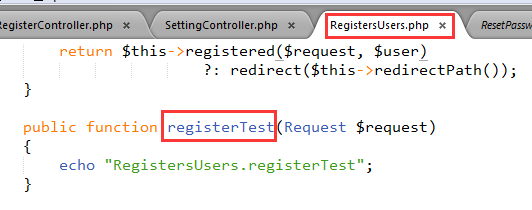 RegisterController.php × SettingController.php × RegistersUsers.php × ResetPassw
return $this->registered($request, $user)
?: redirect($this->redirectPath());
}
public function registerTest(Request $request)
{
echo "RegistersUsers.registerTest";
}